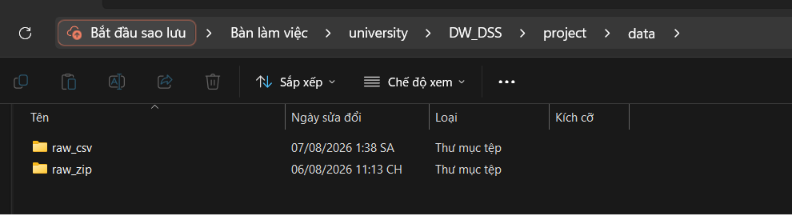 Bắt đầu sao lưu > Bàn làm việc > university > DW_DSS > project > data >
Sắp xếp Chế độ xem ...
Tên Ngày sửa đổi Loại Kích cỡ
raw_csv 07/08/2026 1:38 SA Thư mục tệp
raw_zip 06/08/2026 11:13 CH Thư mục tệp